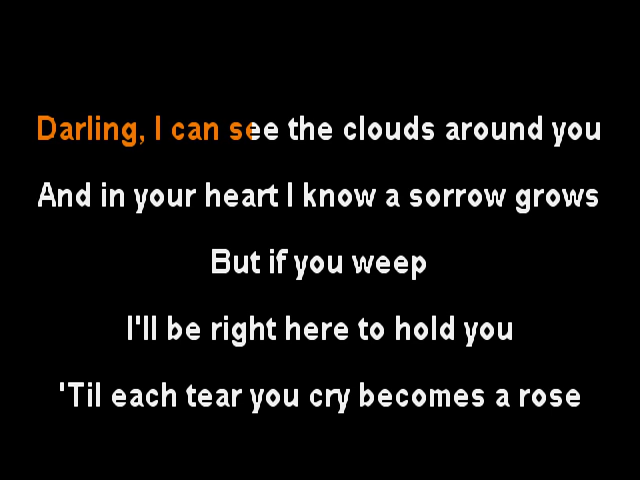 Darling, I can see the clouds around you
And in your heart I know a sorrow grows
But if you weep
I'll be right here to hold you
'Til each tear you cry becomes a rose